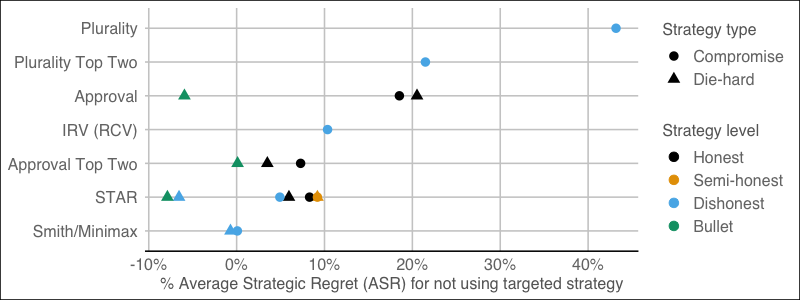 Plurality
Plurality Top Two
Approval
IRV (RCV)
Approval Top Two
STAR
Smith/Minimax
-10% 0% 10% 20% 30% 40%
% Average Strategic Regret (ASR) for not using targeted strategy
Strategy type
Compromise
Die-hard
Strategy level
Honest
Semi-honest
Dishonest
Bullet